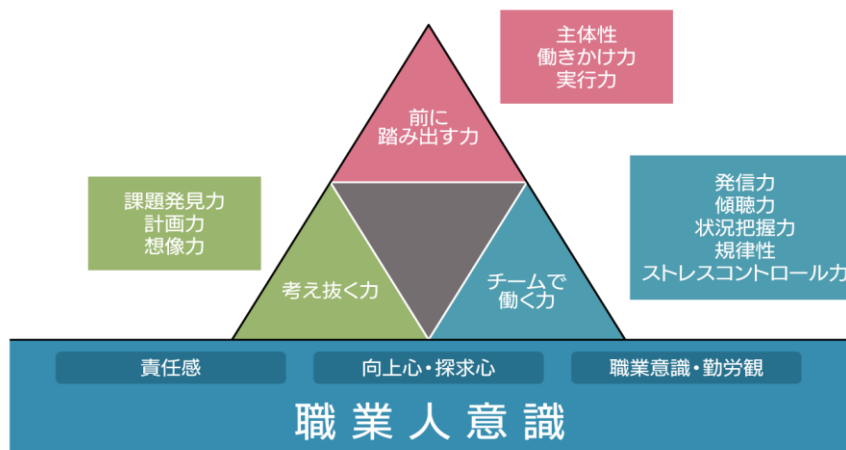 主体性
働きかけ力
実行力
前に
踏み出す力
課題発見力
計画力
想像力
発信力
傾聴力
状況把握力
規律性
ストレスコントロール力
考え抜く力
チームで
働く力
責任感
向上心・探求心
職業意識・勤労観
職業人意識